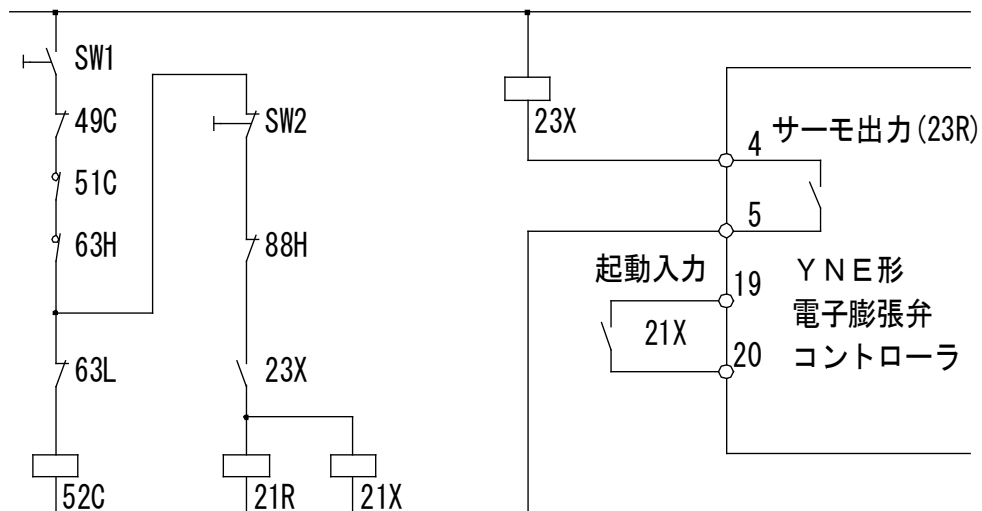 SW1
49C
51C
63H
63L
52C
SW2
88H
23X
21R
21X
23X
サーモ出力(23R)
4
5
起動入力
19
21X
20
YNE形
電子膨張弁
コントローラ